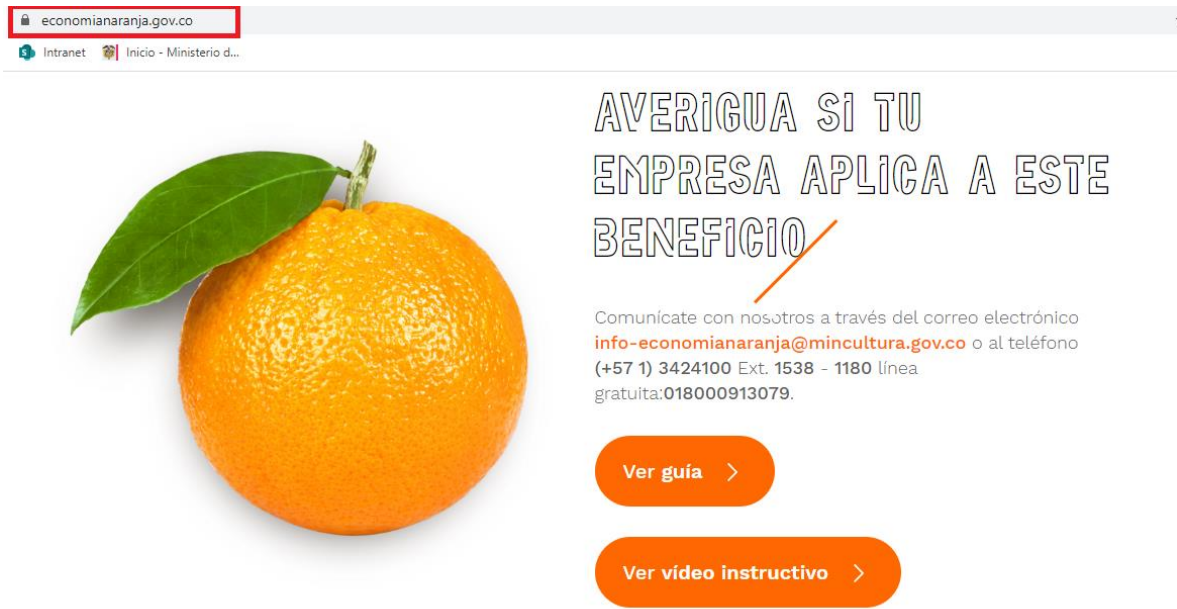 economianaranja.gov.co
Intranet Inicio - Ministerio d...
AVERIGUA SI TU
EMPRESA APLICA A ESTE
BENEFICIO
Comunícate con nosotros a través del correo electrónico
info-economianaranja@mincultura.gov.co o al teléfono
(+57 1) 3424100 Ext. 1538 - 1180 línea
gratuita:018000913079.
Ver guía
Ver vídeo instructivo